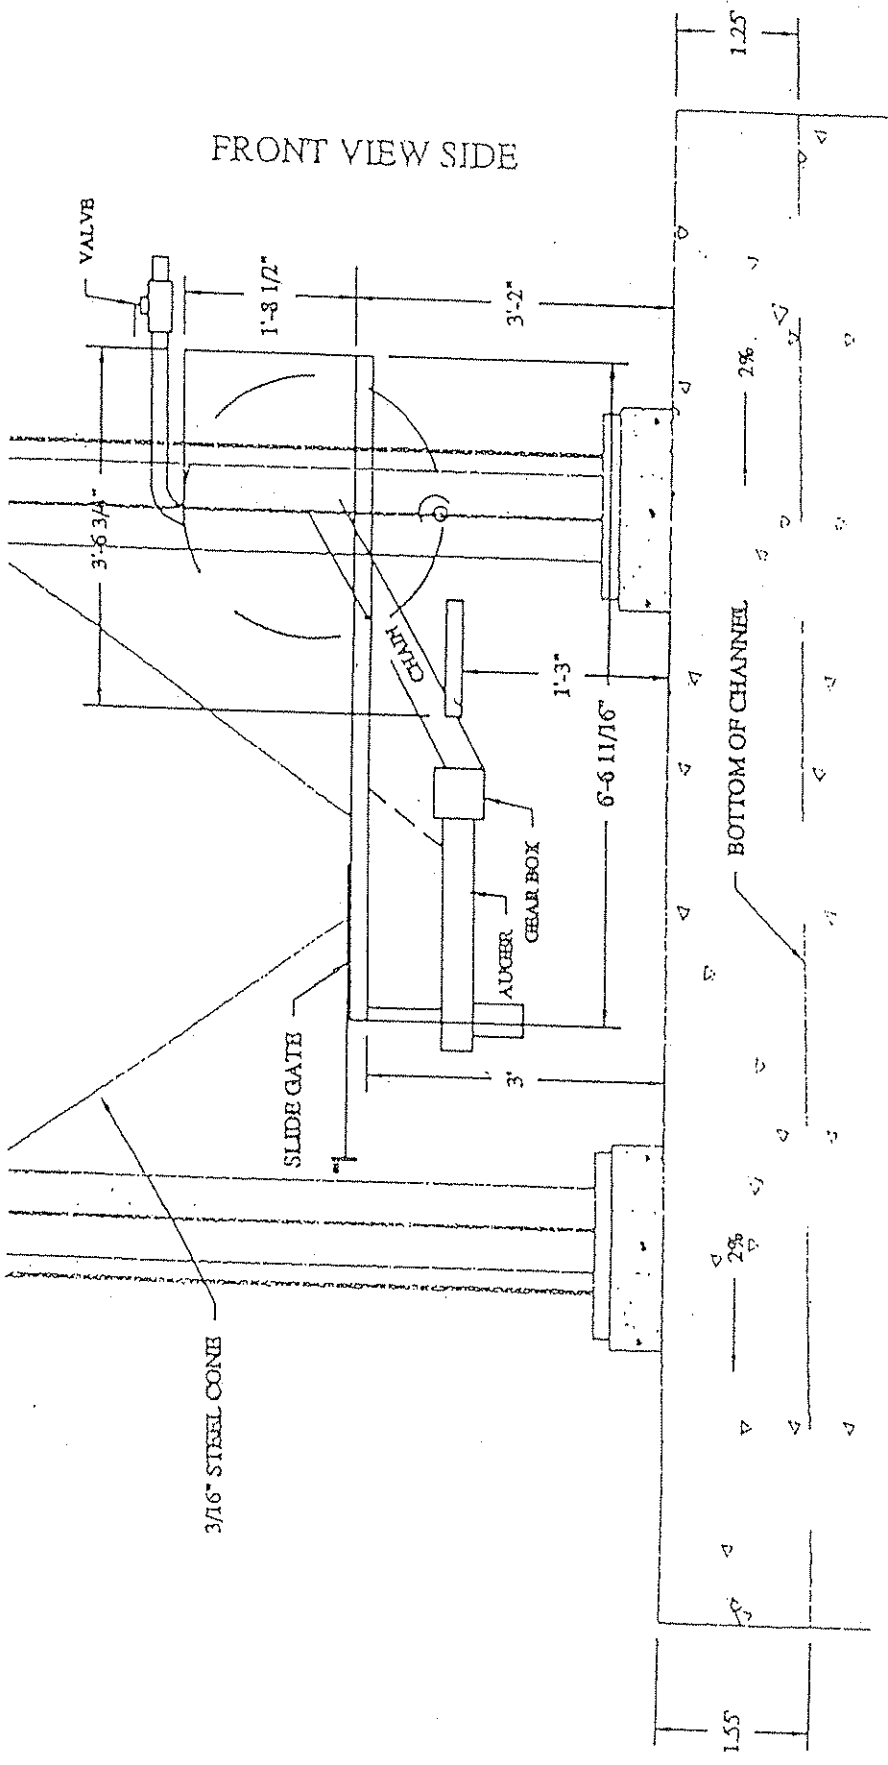 FRONT VIEW SIDE
VALVE
1'-8 1/2"
3'-2"
3'-6 3/4"
CHAIN
1'-3"
6'-6 11/16"
GEAR BOX
AUGER
SLIDE GATE
3'
3/16" STEEL CONE
BOTTOM OF CHANNEL
2%
2%
1.25'
1.55'